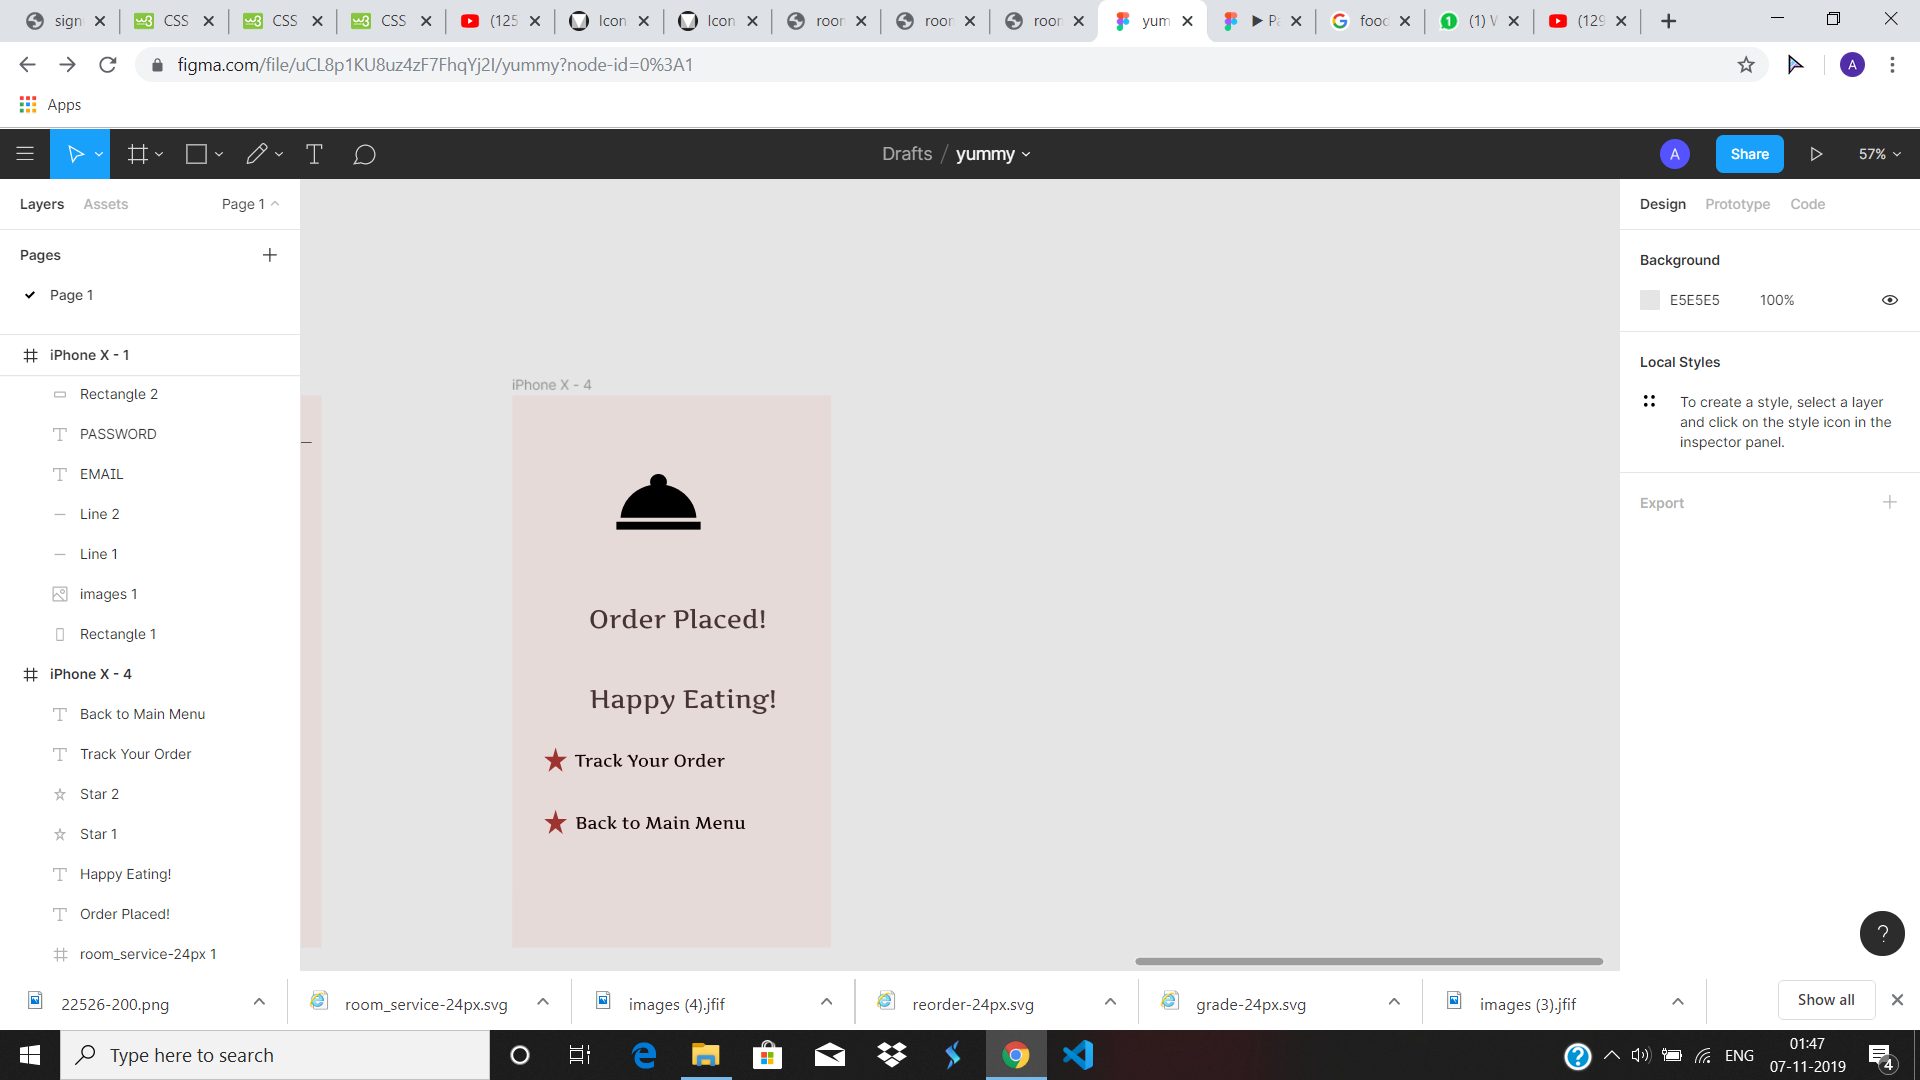 sign
CSS
CSS
CSS
(125
Icon
Icon
room
room
room
yum
▶ Pa
food
(1) W
(129
figma.com/file/uCL8p1KU8uz4zF7FhqYj2I/yummy?node-id=0%3A1
A
Apps
Drafts / yummy
A
Share
57%
Layers
Assets
Page 1
Design
Prototype
Code
Pages
Page 1
Background
E5E5E5
100%
Local Styles
To create a style, select a layer
and click on the style icon in the
inspector panel.
Export
iPhone X - 1
Rectangle 2
PASSWORD
EMAIL
Line 2
Line 1
images 1
Rectangle 1
iPhone X - 4
Back to Main Menu
Track Your Order
Star 2
Star 1
Happy Eating!
Order Placed!
room_service-24px 1
iPhone X - 4
Order Placed!
Happy Eating!
Track Your Order
Back to Main Menu
?
22526-200.png
room_service-24px.svg
images (4).jfif
reorder-24px.svg
grade-24px.svg
images (3).jfif
Show all
Type here to search
ENG
01:47
07-11-2019
4